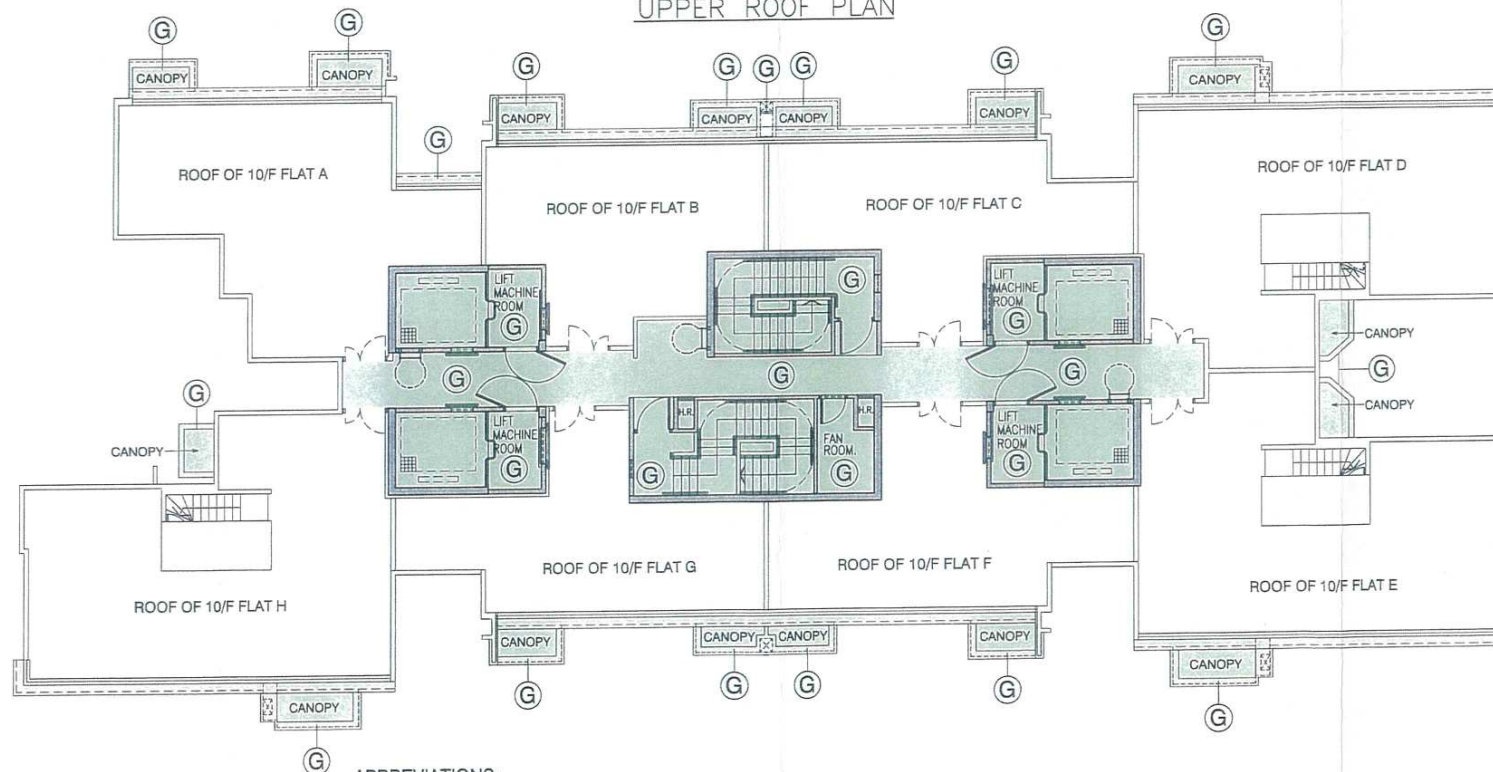 UPPER ROOF PLAN
G
G
G
G
G
G
G
G
CANOPY
CANOPY
CANOPY
CANOPY
CANOPY
CANOPY
CANOPY
G
ROOF OF 10/F FLAT A
ROOF OF 10/F FLAT B
ROOF OF 10/F FLAT C
ROOF OF 10/F FLAT D
LIFT
MACHINE
ROOM
G
G
LIFT
MACHINE
ROOM
G
CANOPY
G
G
G
G
CANOPY
G
CANOPY
LIFT
MACHINE
ROOM
G
H.R.
G
H.R.
FAN
ROOM.
G
LIFT
MACHINE
ROOM
G
ROOF OF 10/F FLAT H
ROOF OF 10/F FLAT G
ROOF OF 10/F FLAT F
ROOF OF 10/F FLAT E
CANOPY
CANOPY
CANOPY
CANOPY
CANOPY
CANOPY
G
G
G
G
G
G